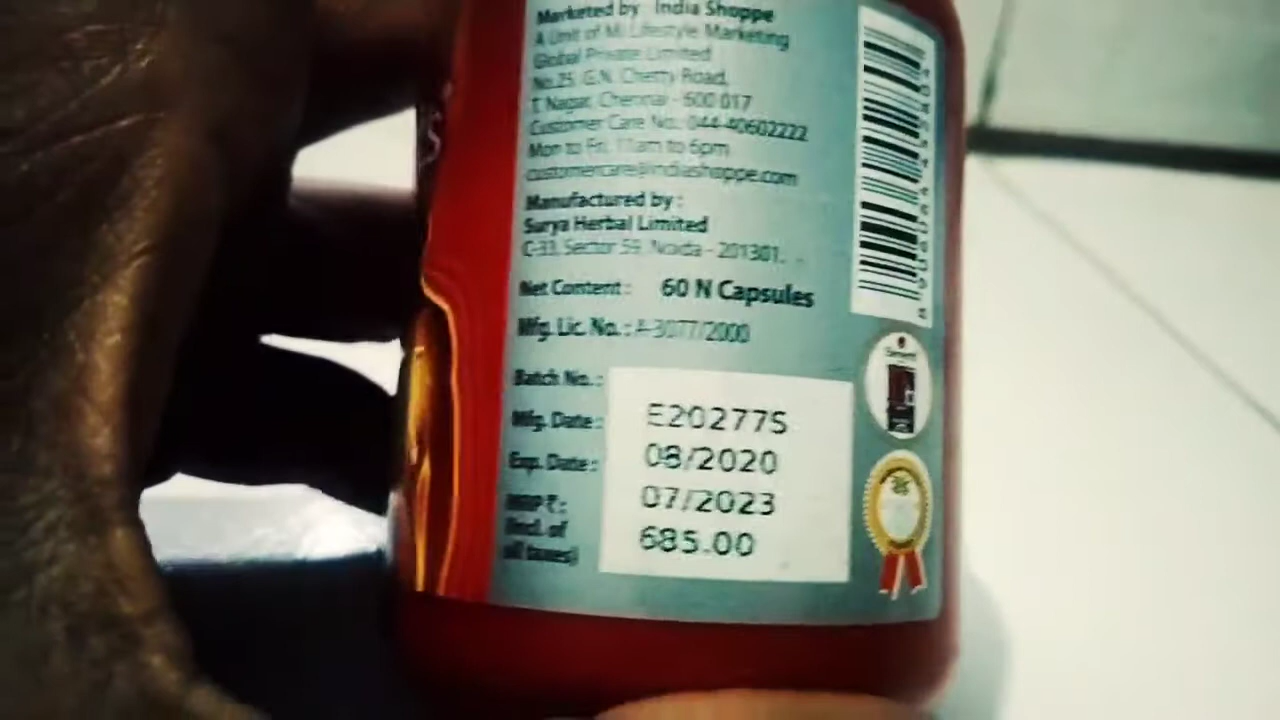 Marketed by : India Shoppe
A Unit of Mi Lifestyle Marketing
Global Private Limited
No.25, G.N. Chetty Road,
T. Nagar, Chennai - 600 017
Customer Care No.: 044-40602222
Mon to Fri, 11am to 6pm
customercare@indiashoppe.com
Manufactured by :
Surya Herbal Limited
C-33, Sector 59, Noida - 201301.
Net Content : 60 N Capsules
Mfg. Lic. No. : A-3077/2000
Batch No. : E202775
Mfg. Date : 08/2020
Exp. Date : 07/2023
MRP ₹ : 685.00
(Incl. of
all taxes)